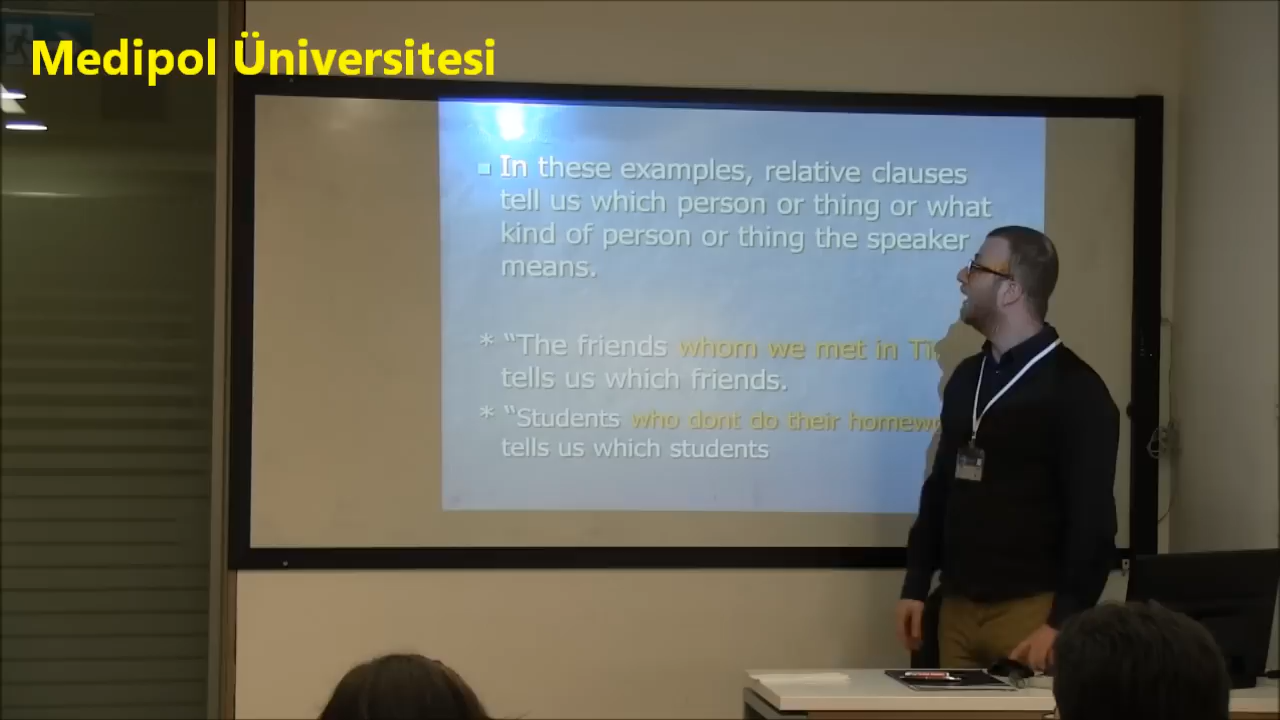 Medipol Üniversitesi
In these examples, relative clauses
tell us which person or thing or what
kind of person or thing the speaker
means.
* “The friends whom we met in
tells us which friends.
* “Students who dont do their
tells us which students